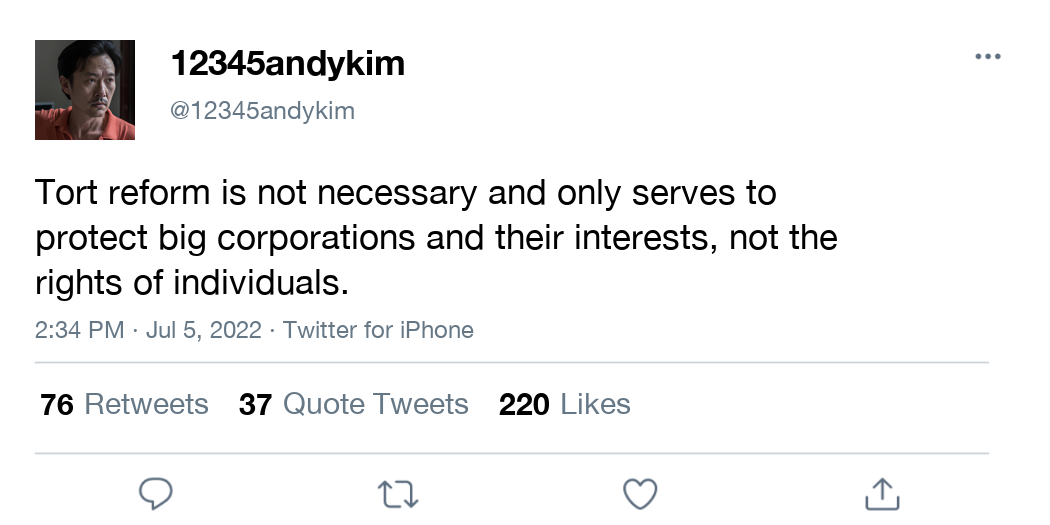 12345andykim
@12345andykim
Tort reform is not necessary and only serves to
protect big corporations and their interests, not the
rights of individuals.
2:34 PM · Jul 5, 2022 · Twitter for iPhone
76 Retweets 37 Quote Tweets 220 Likes